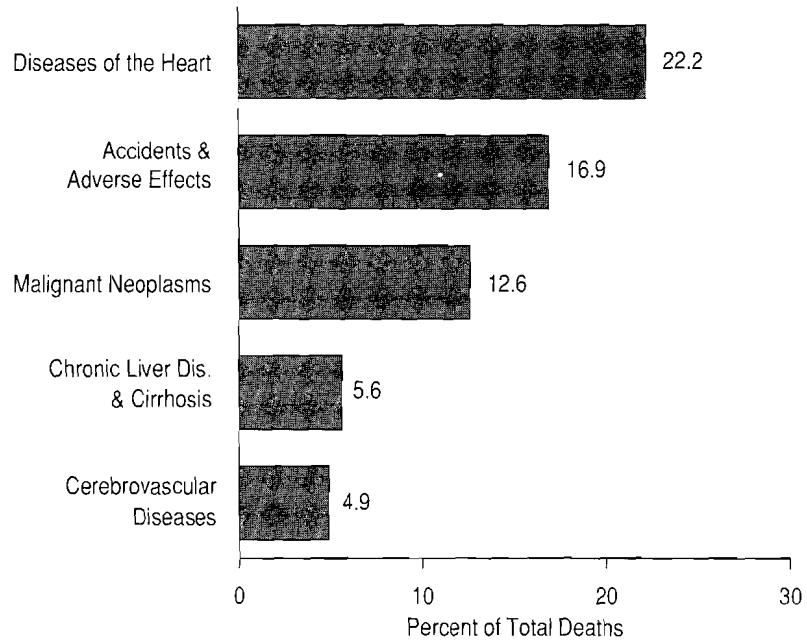 Diseases of the Heart
22.2
Accidents &
Adverse Effects
16.9
Malignant Neoplasms
12.6
Chronic Liver Dis.
& Cirrhosis
5.6
Cerebrovascular
Diseases
4.9
0 10 20 30
Percent of Total Deaths